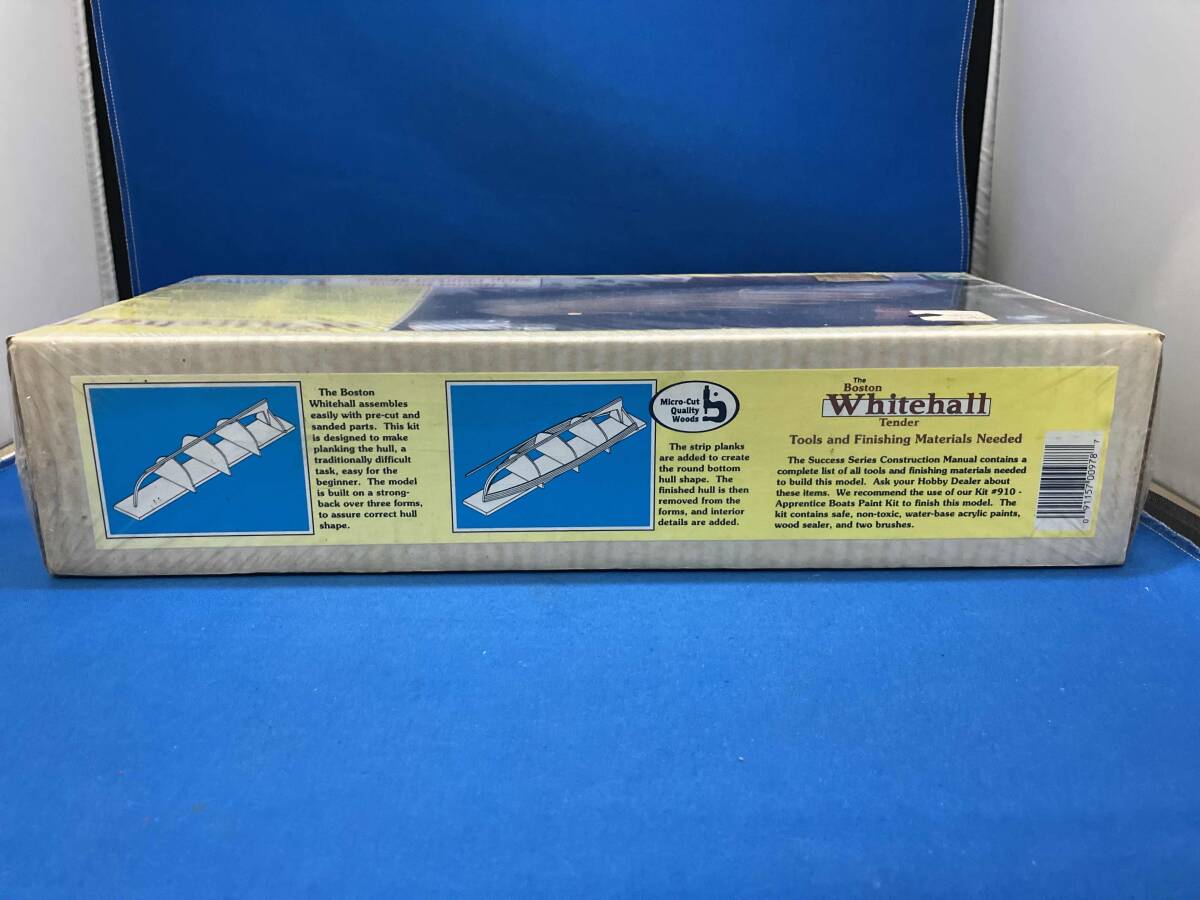 The Boston
Whitehall assembles
easily with pre-cut and
sanded parts. This kit
is designed to make
planking the hull, a
traditionally difficult
task, easy for the
beginner. The model
is built on a strong-
back over three forms,
to assure correct hull
shape.
Micro-Cut
Quality
Woods
The strip planks
are added to create
the round bottom
hull shape. The
finished hull is then
removed from the
forms, and interior
details are added.
The
Boston
Whitehall
Tender
Tools and Finishing Materials Needed
The Success Series Construction Manual contains a
complete list of all tools and finishing materials needed
to build this model. Ask your Hobby Dealer about
these items. We recommend the use of our Kit #910 -
Apprentice Boats Paint Kit to finish this model. The
kit contains safe, non-toxic, water-base acrylic paints,
wood sealer, and two brushes.
0 91157 00978 7